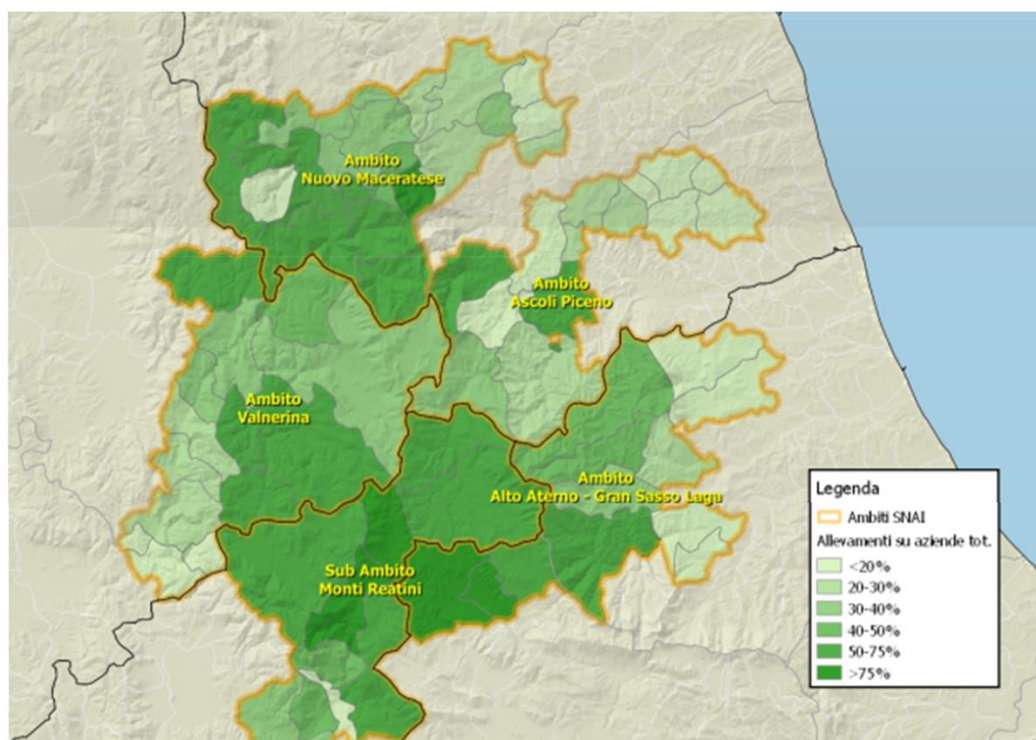 Ambito
Nuovo Maceratese
Ambito
Ascoli Piceno
Ambito
Valnerina
Ambito
Alto Aterno - Gran Sasso Laga
Sub Ambito
Monti Reatini
Legenda
Ambiti SNAI
Allevamenti su aziende tot.
<20%
20-30%
30-40%
40-50%
50-75%
>75%